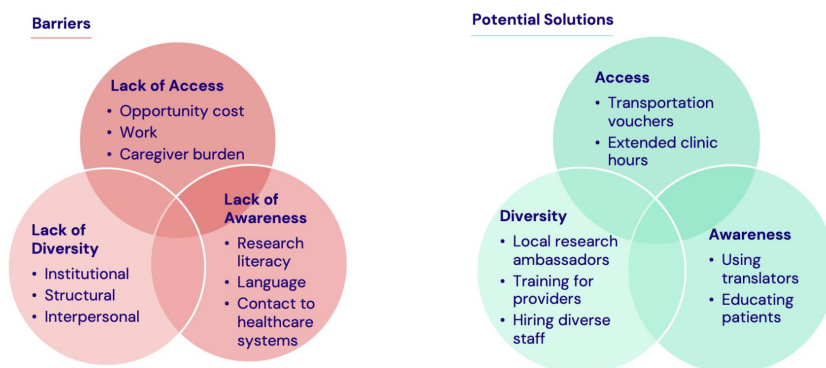 Barriers
Lack of Access
• Opportunity cost
• Work
• Caregiver burden
Lack of
Diversity
• Institutional
• Structural
• Interpersonal
Lack of
Awareness
• Research
literacy
• Language
• Contact to
healthcare
systems
Potential Solutions
Access
• Transportation
vouchers
• Extended clinic
hours
Diversity
• Local research
ambassadors
• Training for
providers
• Hiring diverse
staff
Awareness
• Using
translators
• Educating
patients